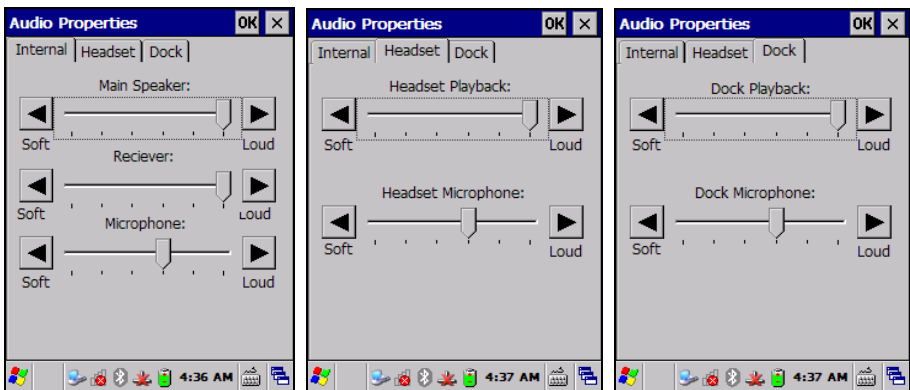 Audio Properties OK
Internal Headset Dock
Main Speaker:
Soft Loud
Reciever:
Soft Loud
Microphone:
Soft Loud
4:36 AM
Audio Properties OK
Internal Headset Dock
Headset Playback:
Soft Loud
Headset Microphone:
Soft Loud
4:37 AM
Audio Properties OK
Internal Headset Dock
Dock Playback:
Soft Loud
Dock Microphone:
Soft Loud
4:37 AM